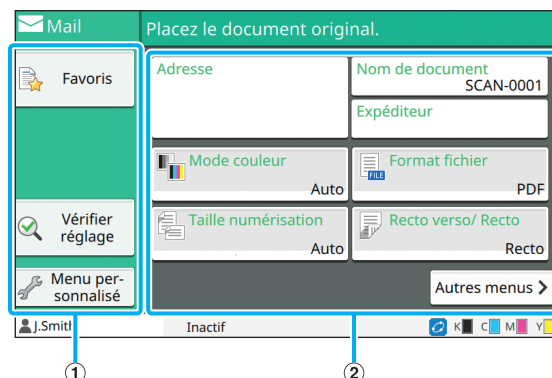 Mail
Placez le document original.
Favoris
Vérifier
réglage
Menu per-
sonnalisé
Adresse
Nom de document
SCAN-0001
Expéditeur
Mode couleur
Auto
Format fichier
FILE
PDF
Taille numérisation
Auto
Recto verso/ Recto
Recto
Autres menus >
J.Smith
Inactif
K C M Y
1
2